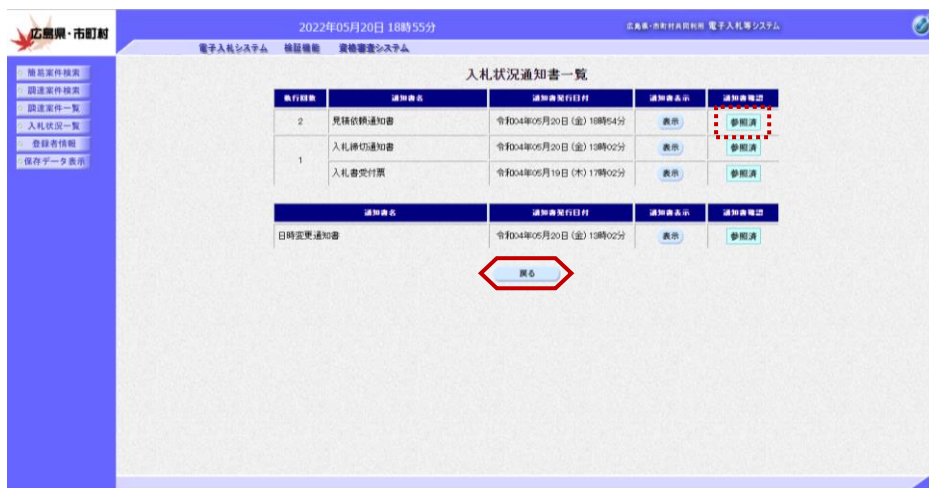 広島県・市町村
2022年05月20日 18時55分
広島県・市町村共同利用 電子入札等システム
電子入札システム 検証機能 資格審査システム
簡易案件検索
調達案件検索
調達案件一覧
入札状況一覧
登録者情報
保存データ表示
入札状況通知書一覧
執行回数 通知書名 通知書発行日付 通知書表示 通知書確認
2 見積依頼通知書 令和04年05月20日(金) 18時54分 表示 参照済
1 入札締切通知書 令和04年05月20日(金) 13時02分 表示 参照済
入札書受付票 令和04年05月19日(木) 17時02分 表示 参照済
通知書名 通知書発行日付 通知書表示 通知書確認
日時変更通知書 令和04年05月20日(金) 13時02分 表示 参照済
戻る